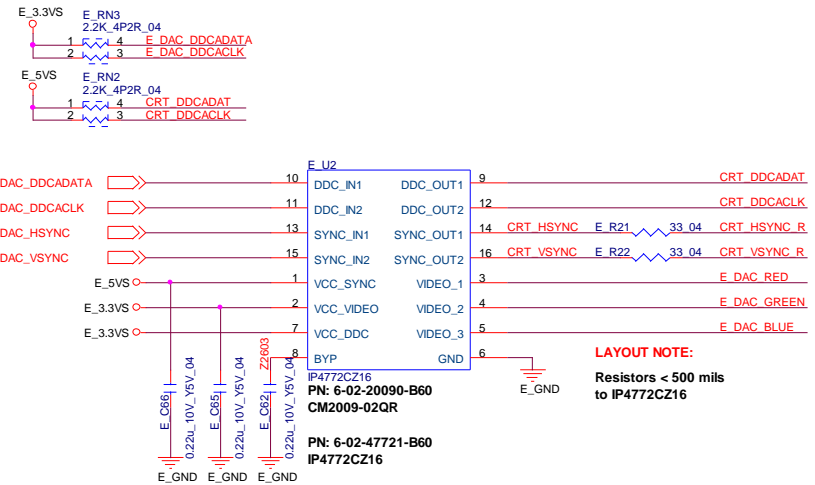 E_3.3VS
E_RN3
2.2K_4P2R_04
1 4 E_DAC_DDCADATA
2 3 E_DAC_DDCACLK
E_5VS
E_RN2
2.2K_4P2R_04
1 4 CRT_DDCADAT
2 3 CRT_DDCACLK
E_U2
DAC_DDCADATA 10 DDC_IN1 DDC_OUT1 9 CRT_DDCADAT
DAC_DDCACLK 11 DDC_IN2 DDC_OUT2 12 CRT_DDCACLK
DAC_HSYNC 13 SYNC_IN1 SYNC_OUT1 14 CRT_HSYNC E_R21 33_04 CRT_HSYNC_R
DAC_VSYNC 15 SYNC_IN2 SYNC_OUT2 16 CRT_VSYNC E_R22 33_04 CRT_VSYNC_R
E_5VS 1 VCC_SYNC VIDEO_1 3 E_DAC_RED
E_3.3VS 2 VCC_VIDEO VIDEO_2 4 E_DAC_GREEN
E_3.3VS 7 VCC_DDC VIDEO_3 5 E_DAC_BLUE
Z2603 8 BYP GND 6
E_GND
LAYOUT NOTE:
Resistors < 500 mils
to IP4772CZ16
IP4772CZ16
PN: 6-02-20090-B60
CM2009-02QR
PN: 6-02-47721-B60
IP4772CZ16
E_C66
0.22u_10V_Y5V_04
E_C65
0.22u_10V_Y5V_04
E_C62
0.22u_10V_Y5V_04
E_GND E_GND E_GND